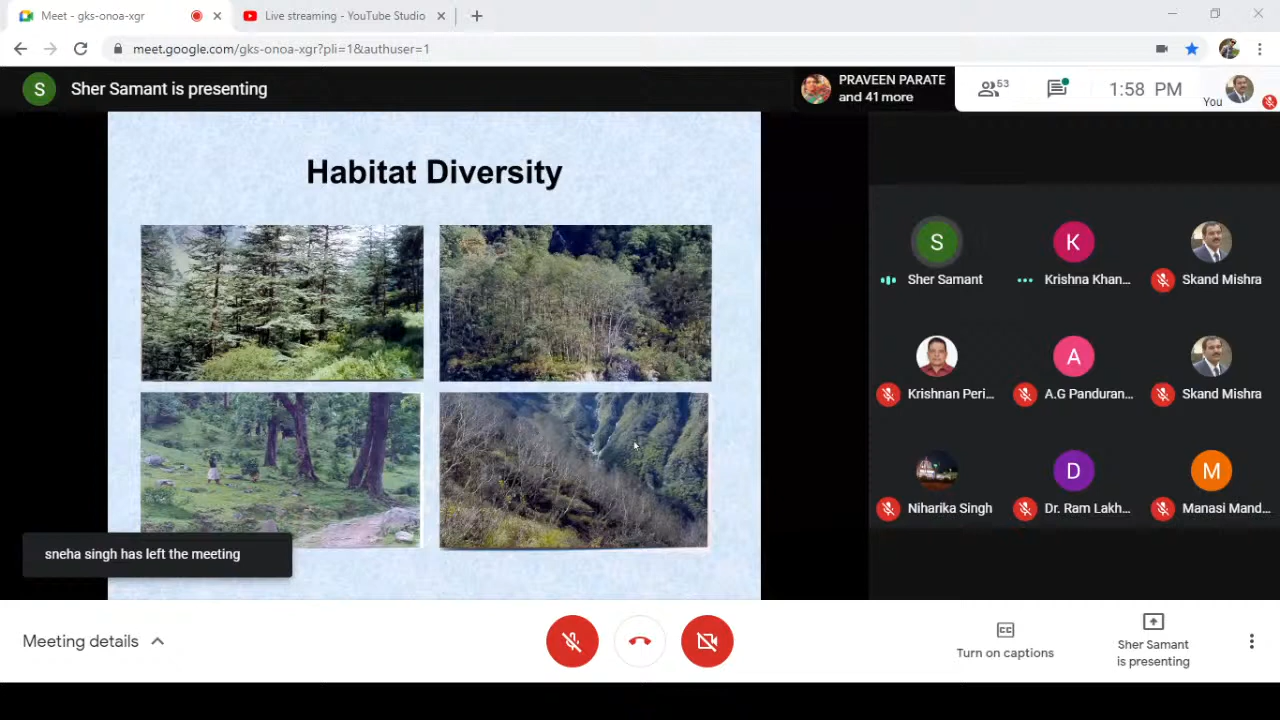 Meet - gks-onoa-xgr
Live streaming - YouTube Studio
meet.google.com/gks-onoa-xgr?pli=1&authuser=1
S
Sher Samant is presenting
PRAVEEN PARATE
and 41 more
53
1:58 PM
You
Habitat Diversity
S
K
Sher Samant
Krishna Khan...
Skand Mishra
A
Krishnan Peri...
A.G Panduran...
Skand Mishra
D
M
Niharika Singh
Dr. Ram Lakh...
Manasi Mand...
sneha singh has left the meeting
Meeting details
CC
Turn on captions
Sher Samant
is presenting